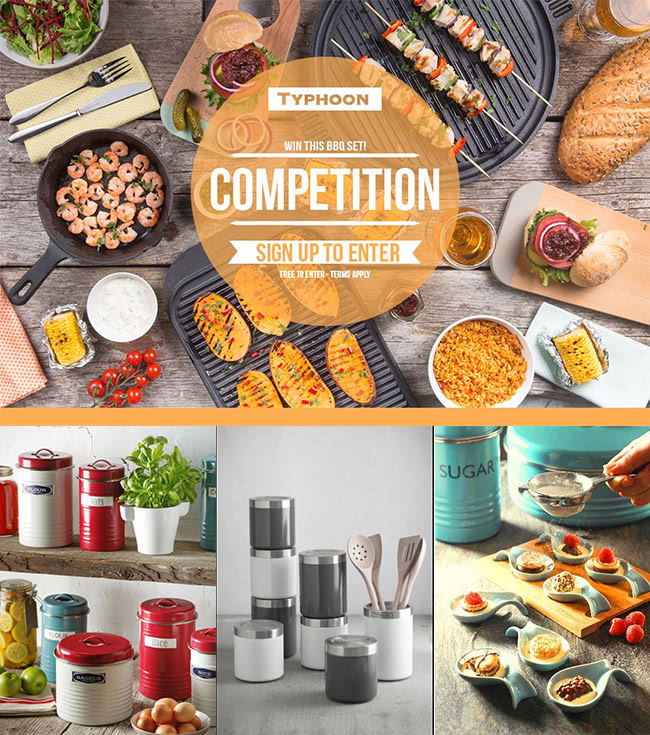 TYPHOON
WIN THIS BBQ SET!
COMPETITION
SIGN UP TO ENTER
FREE TO ENTER - TERMS APPLY
FLOUR
oats
FLOUR
rice
BAGELS
RICE
SUGAR